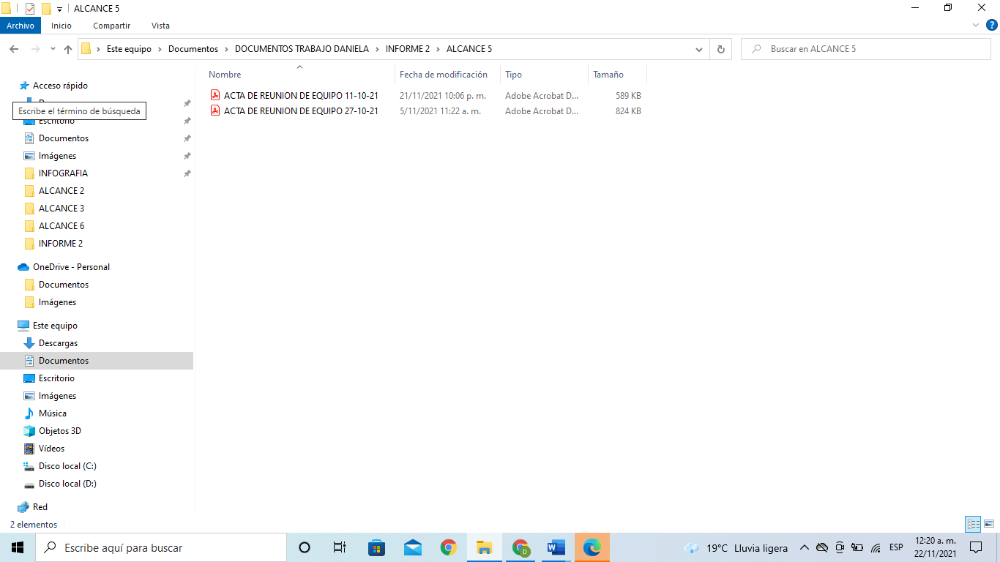 ALCANCE 5
Archivo Inicio Compartir Vista
Este equipo Documentos DOCUMENTOS TRABAJO DANIELA INFORME 2 ALCANCE 5
Buscar en ALCANCE 5
Nombre Fecha de modificación Tipo Tamaño
ACTA DE REUNION DE EQUIPO 11-10-21 21/11/2021 10:06 p. m. Adobe Acrobat D... 589 KB
ACTA DE REUNION DE EQUIPO 27-10-21 5/11/2021 11:22 a. m. Adobe Acrobat D... 824 KB
Acceso rápido
Escribe el término de búsqueda
Escritorio
Documentos
Imágenes
INFOGRAFIA
ALCANCE 2
ALCANCE 3
ALCANCE 6
INFORME 2
OneDrive - Personal
Documentos
Imágenes
Este equipo
Descargas
Documentos
Escritorio
Imágenes
Música
Objetos 3D
Vídeos
Disco local (C:)
Disco local (D:)
Red
2 elementos
Escribe aquí para buscar
D
19°C Lluvia ligera
ESP
12:20 a. m.
22/11/2021